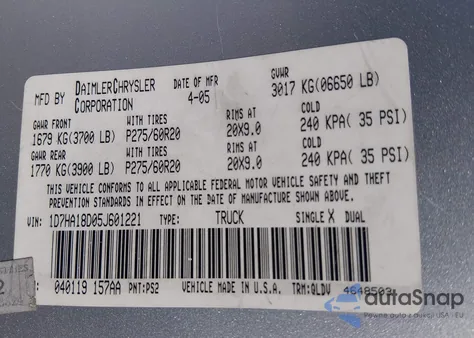 MFD BY DAIMLERCHRYSLER CORPORATION DATE OF MFR 4-05 GVWR 3017 KG(06650 LB)
GAWR FRONT WITH TIRES RIMS AT COLD
1679 KG(3700 LB) P275/60R20 20X9.0 240 KPA( 35 PSI)
GAWR REAR WITH TIRES RIMS AT COLD
1770 KG(3900 LB) P275/60R20 20X9.0 240 KPA( 35 PSI)
THIS VEHICLE CONFORMS TO ALL APPLICABLE FEDERAL MOTOR VEHICLE SAFETY AND THEFT
PREVENTION STANDARDS IN EFFECT ON THE DATE OF MANUFACTURE SHOWN ABOVE.
VIN: 1D7HA18D05J601221 TYPE: TRUCK SINGLE X DUAL
040119 157AA PNT:PS2 VEHICLE MADE IN U.S.A. TRM:QLDV 4648503
2
autaSnap